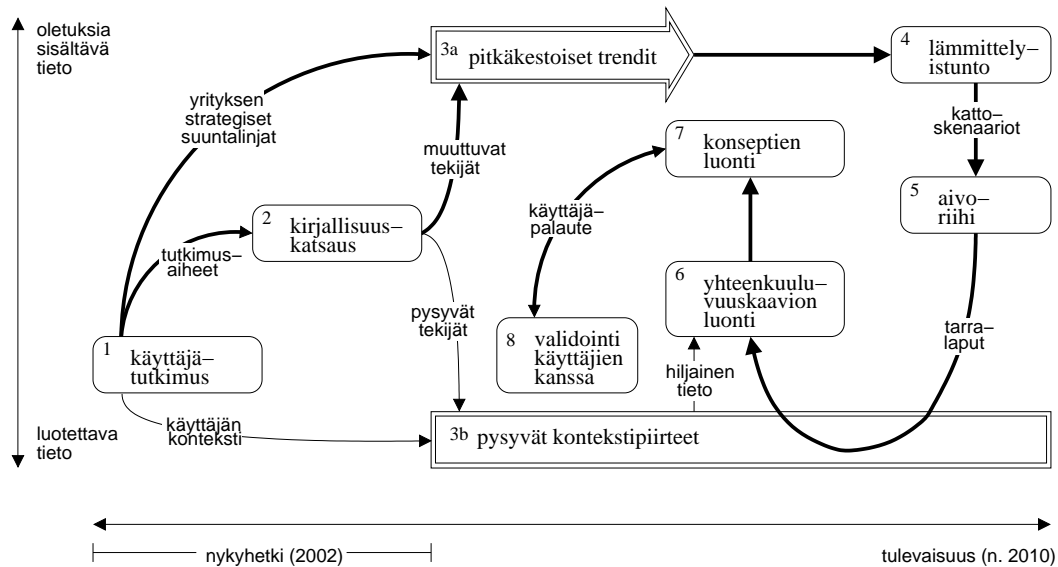 oletuksia
sisältävä
tieto
3a pitkäkestoiset trendit
4 lämmittely–
istunto
yrityksen
strategiset
suuntalinjat
katto-
skenaariot
muuttuvat
tekijät
7 konseptien
luonti
5 aivo–
riihi
2 kirjallisuus–
katsaus
käyttäjä-
palaute
tutkimus-
aiheet
6 yhteenkuulu–
vuuskaavion
luonti
pysyvät
tekijät
8 validointi
käyttäjien
kanssa
tarra-
laput
1 käyttäjä–
tutkimus
hiljainen
tieto
käyttäjän
konteksti
luotettava
tieto
3b pysyvät kontekstipiirteet
nykyhetki (2002)
tulevaisuus (n. 2010)